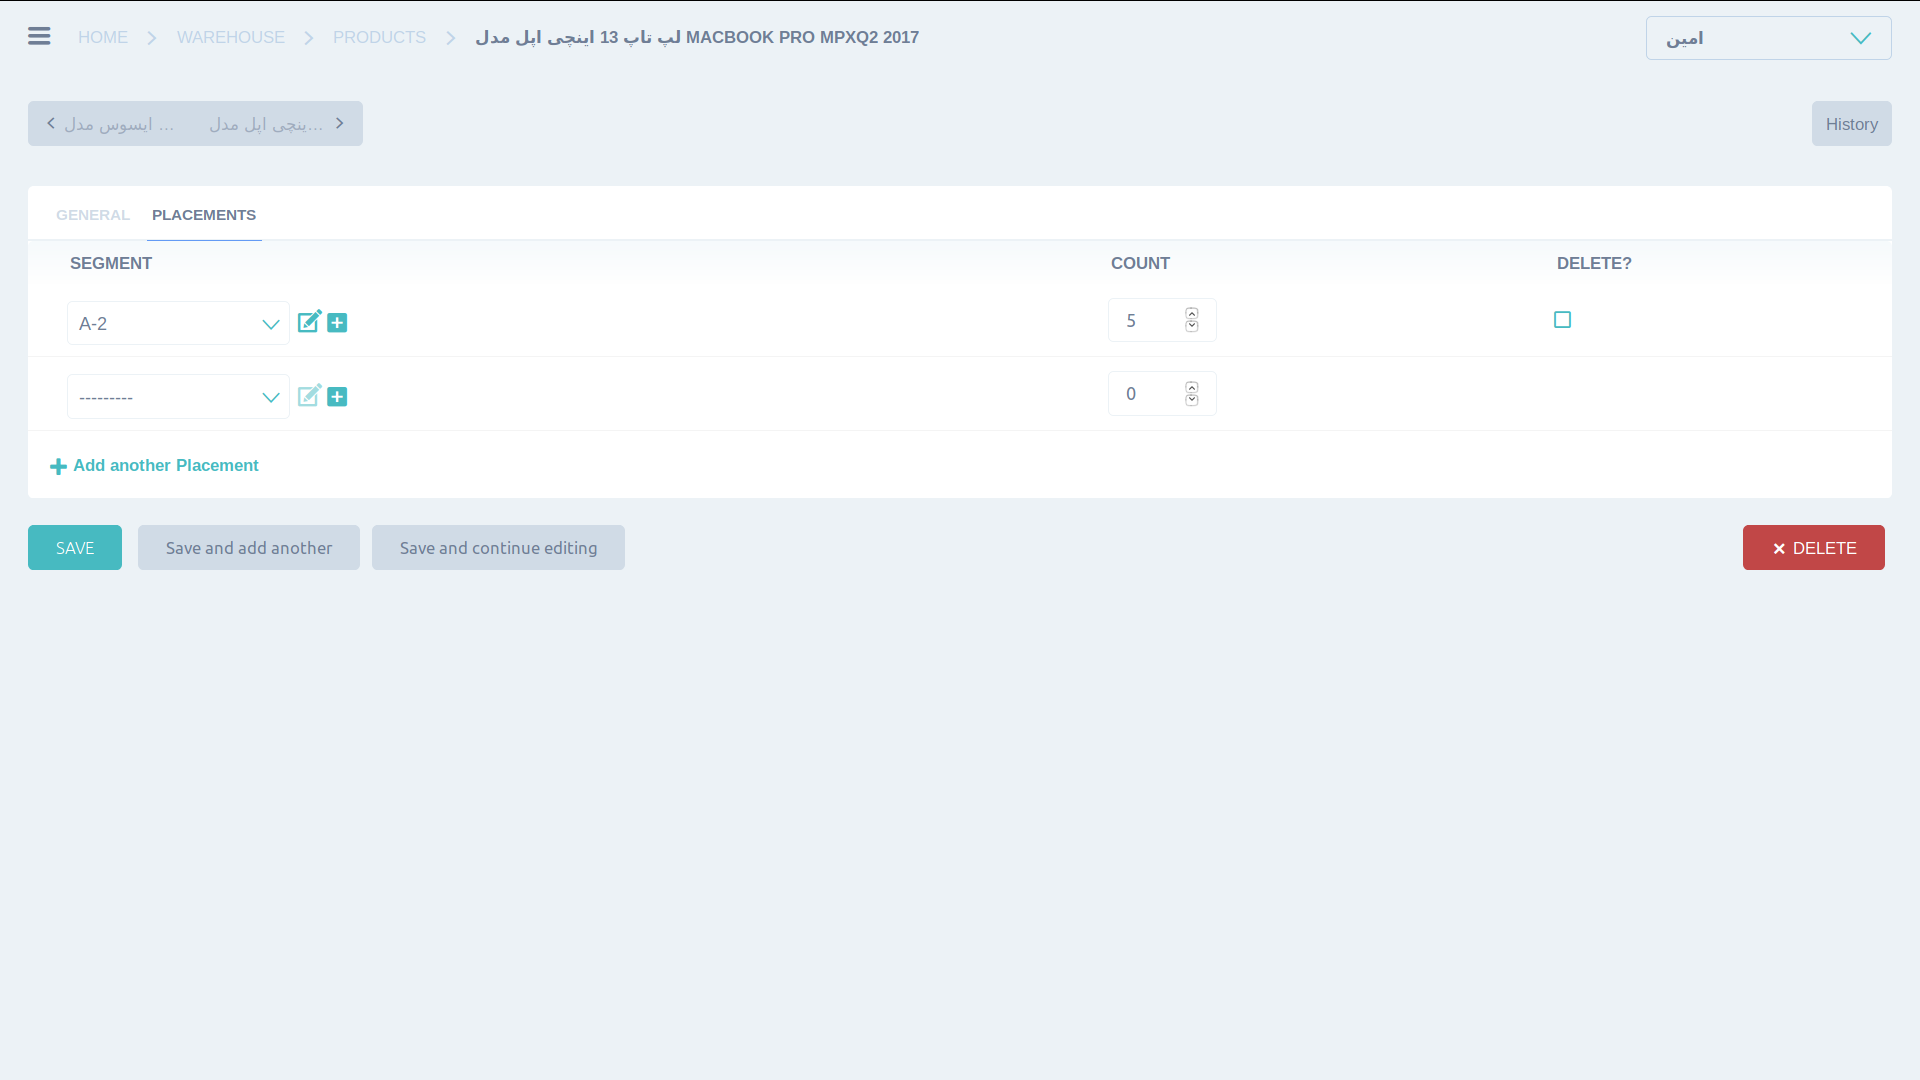 HOME > WAREHOUSE > PRODUCTS > لپ تاپ 13 اینچی اپل مدل MACBOOK PRO MPXQ2 2017
امین
ایسوس مدل ...
...ینچی اپل مدل
History
GENERAL PLACEMENTS
SEGMENT COUNT DELETE?
A-2 5
--------- 0
Add another Placement
SAVE Save and add another Save and continue editing DELETE